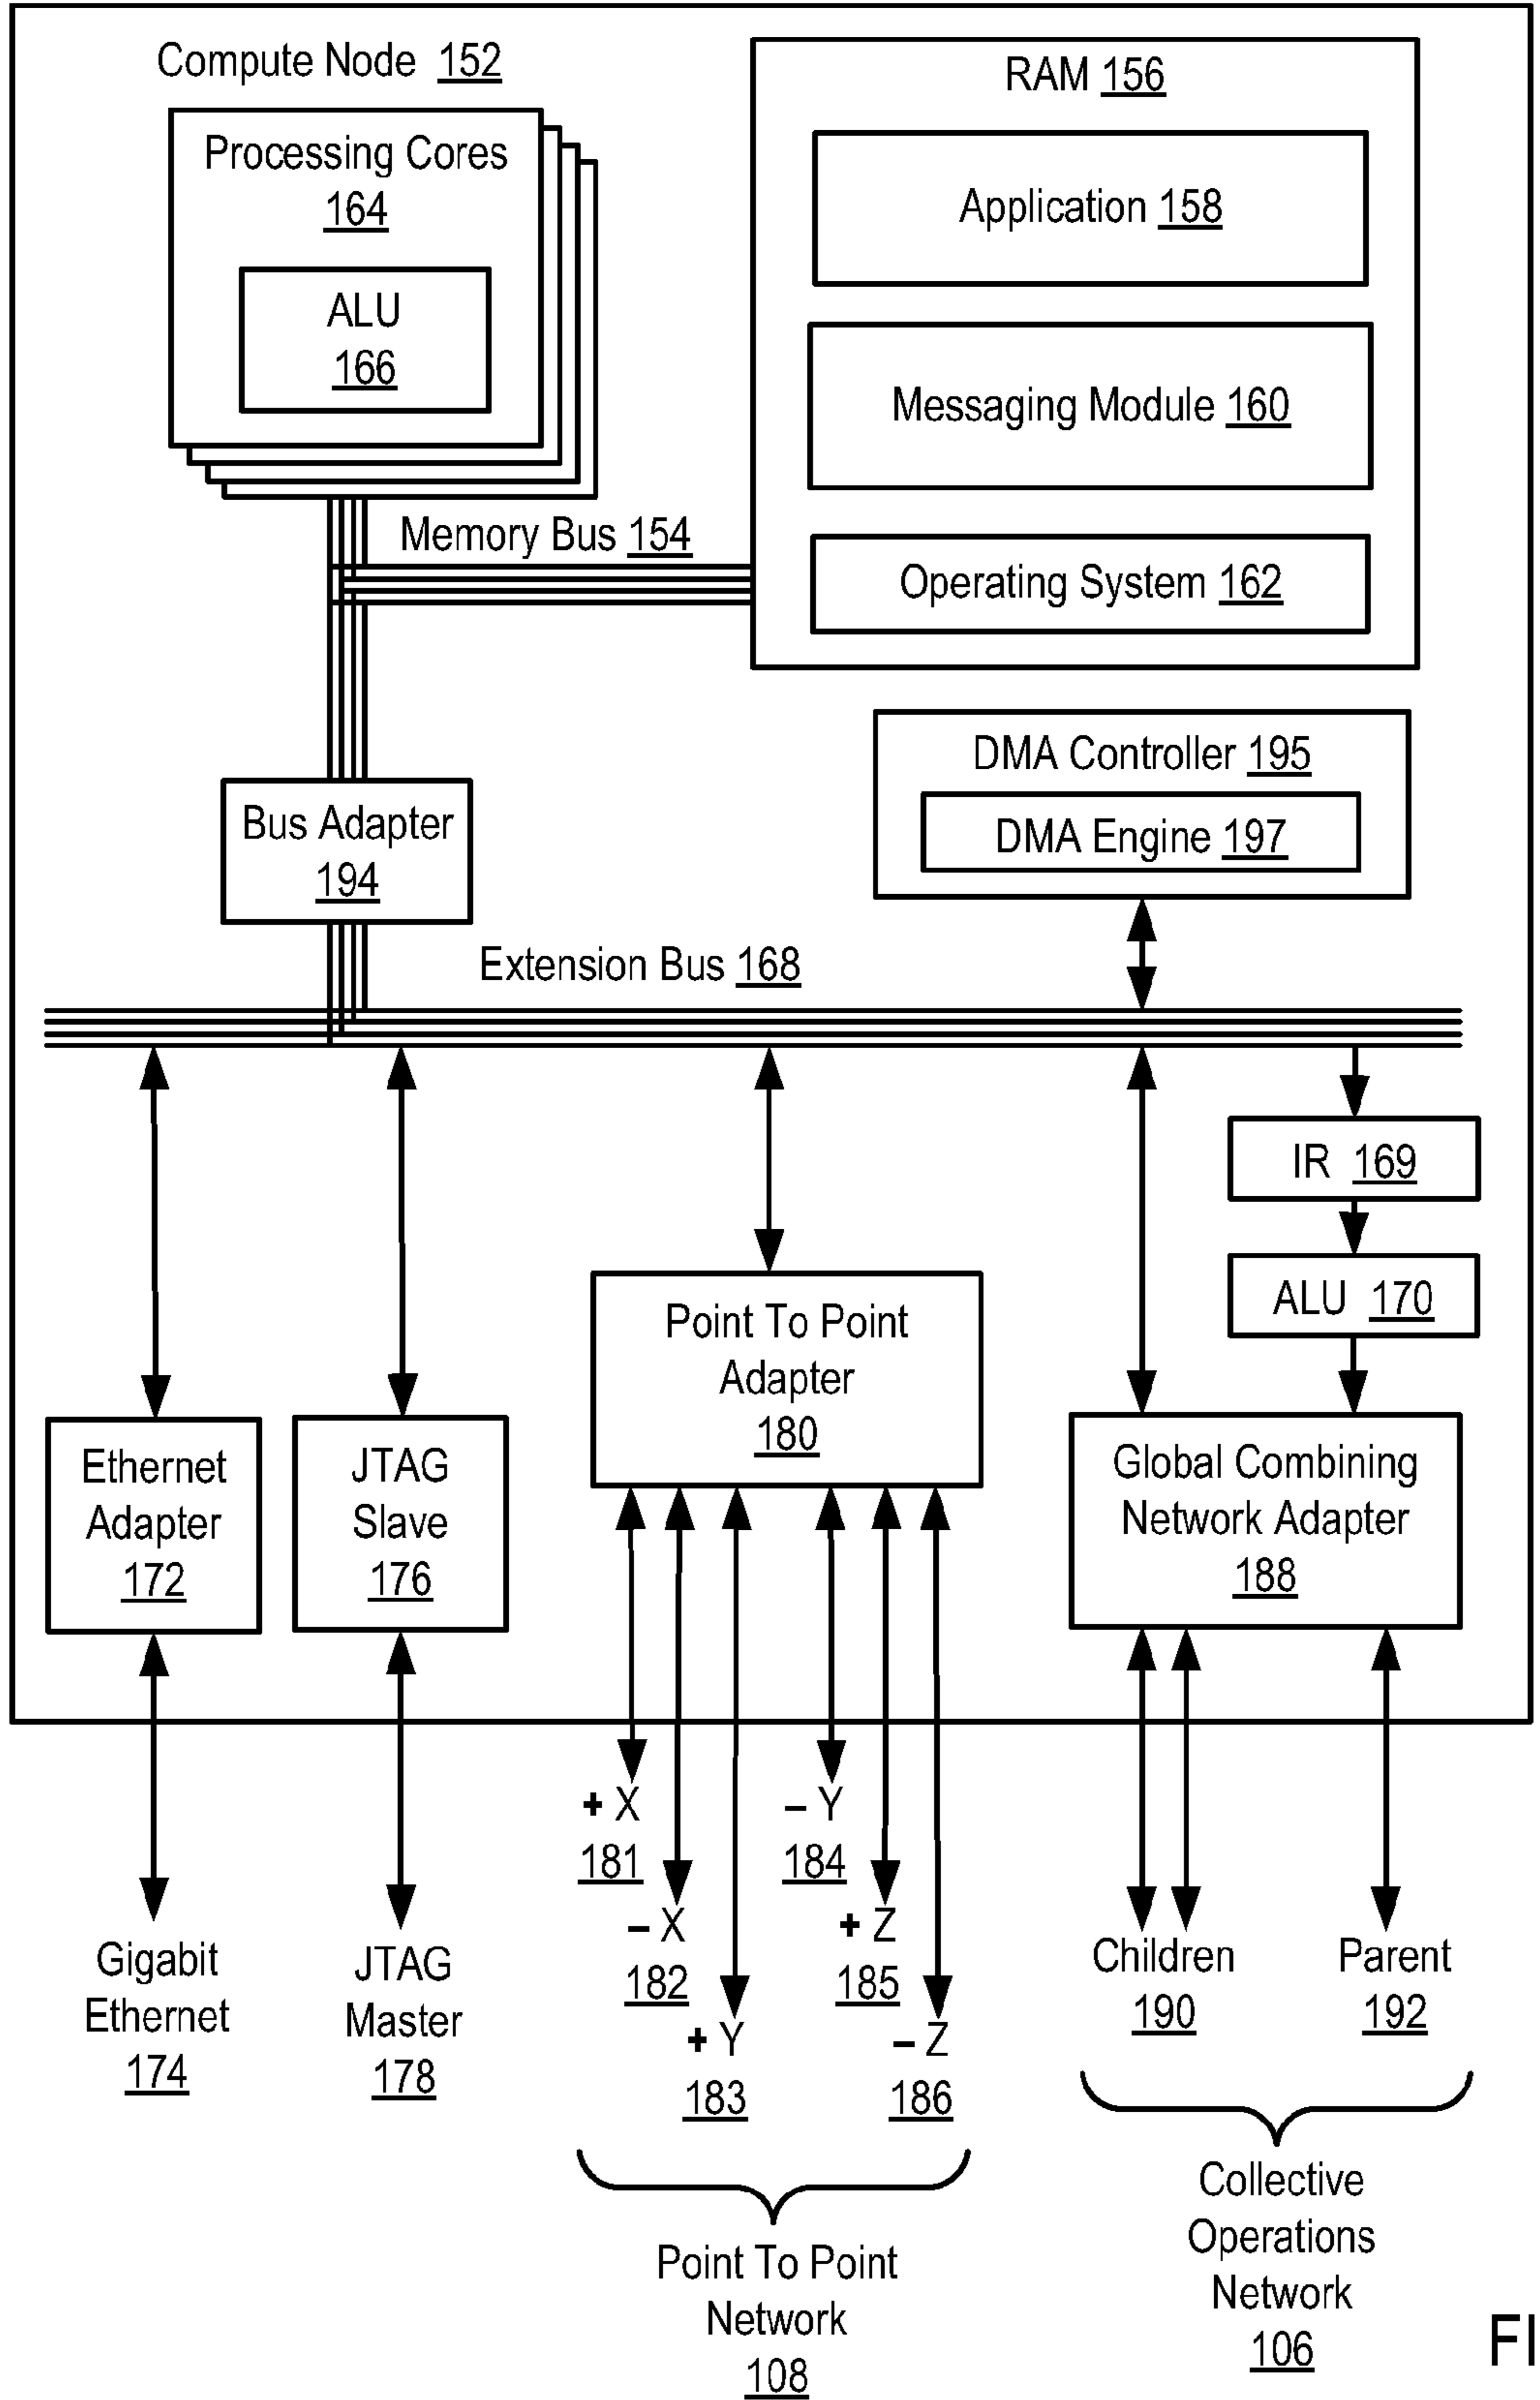 Compute Node 152
Processing Cores
164
ALU
166
RAM 156
Application 158
Messaging Module 160
Operating System 162
Memory Bus 154
DMA Controller 195
DMA Engine 197
Bus Adapter
194
Extension Bus 168
IR 169
ALU 170
Point To Point
Adapter
180
Ethernet
Adapter
172
JTAG
Slave
176
Global Combining
Network Adapter
188
+ X
181
– X
182
+ Y
183
– Y
184
+ Z
185
– Z
186
Gigabit
Ethernet
174
JTAG
Master
178
Children
190
Parent
192
Point To Point
Network
108
Collective
Operations
Network
106
FI